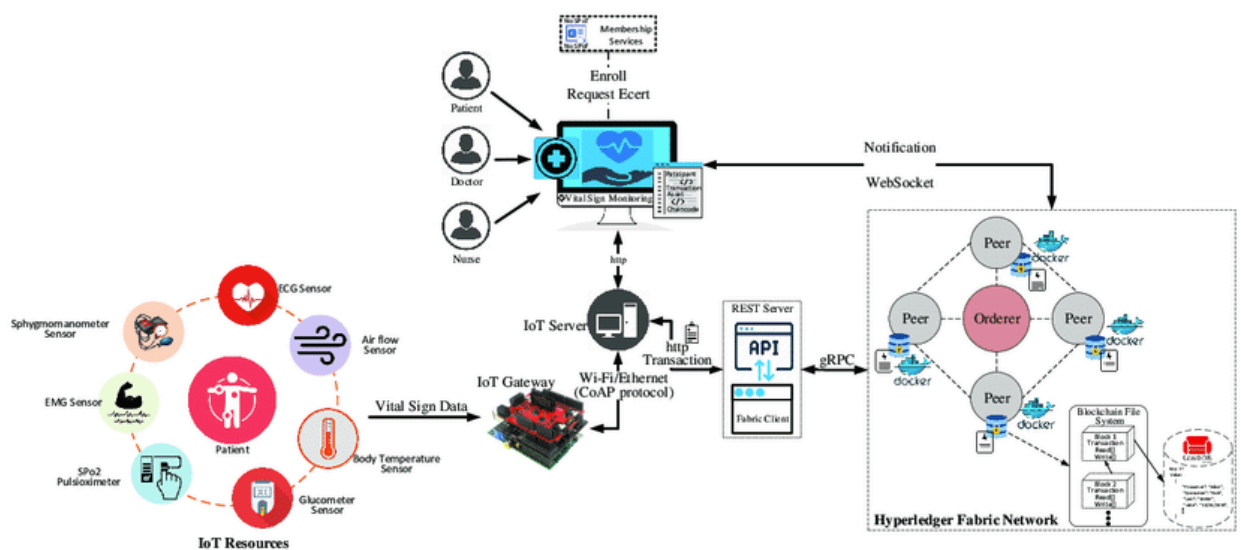 No SPoF
No SPoF
Membership
Services
Enroll
Request Ecert
Patient
Doctor
Nurse
Vital Sign Monitoring
Transaction
Asset
</>
Chaincode
Notification
WebSocket
http
IoT Server
http
Transaction
REST Server
API
Fabric Client
gRPC
Peer
docker
Peer
docker
Orderer
Peer
docker
Peer
docker
Blockchain File
System
Block 1
Transaction
Read[]
Write[]
Block 2
Transaction
Read[]
Write[]
CouchDB
Hyperledger Fabric Network
ECG Sensor
Sphygmomanometer
Sensor
Air flow
Sensor
EMG Sensor
Patient
Body Temperature
Sensor
SPo2
Pulsioximeter
Glucometer
Sensor
IoT Resources
Vital Sign Data
IoT Gateway
Wi-Fi/Ethernet
(CoAP protocol)